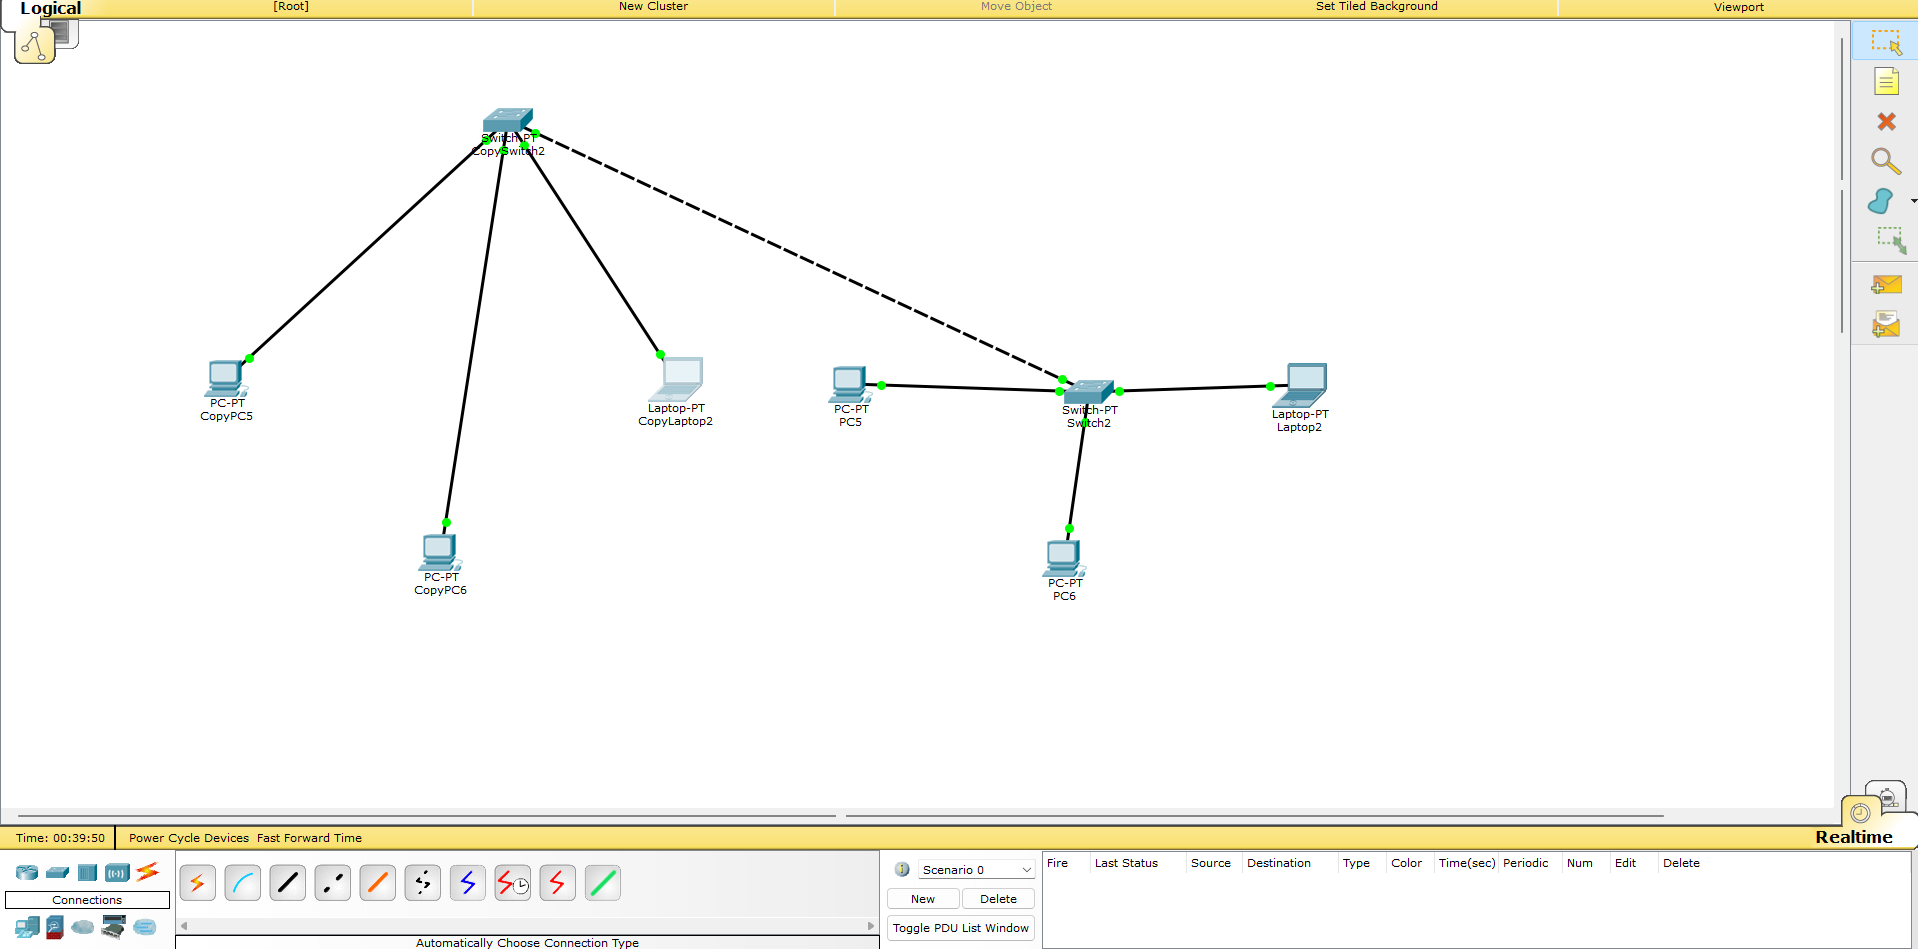 Logical
[Root]
New Cluster
Move Object
Set Tiled Background
Viewport
Switch-PT
CopySwitch2
PC-PT
CopyPC5
Laptop-PT
CopyLaptop2
PC-PT
PC5
Switch-PT
Switch2
Laptop-PT
Laptop2
PC-PT
CopyPC6
PC-PT
PC6
Time: 00:39:50
Power Cycle Devices Fast Forward Time
Realtime
Connections
Automatically Choose Connection Type
Scenario 0
New
Delete
Toggle PDU List Window
Fire Last Status Source Destination Type Color Time(sec) Periodic Num Edit Delete